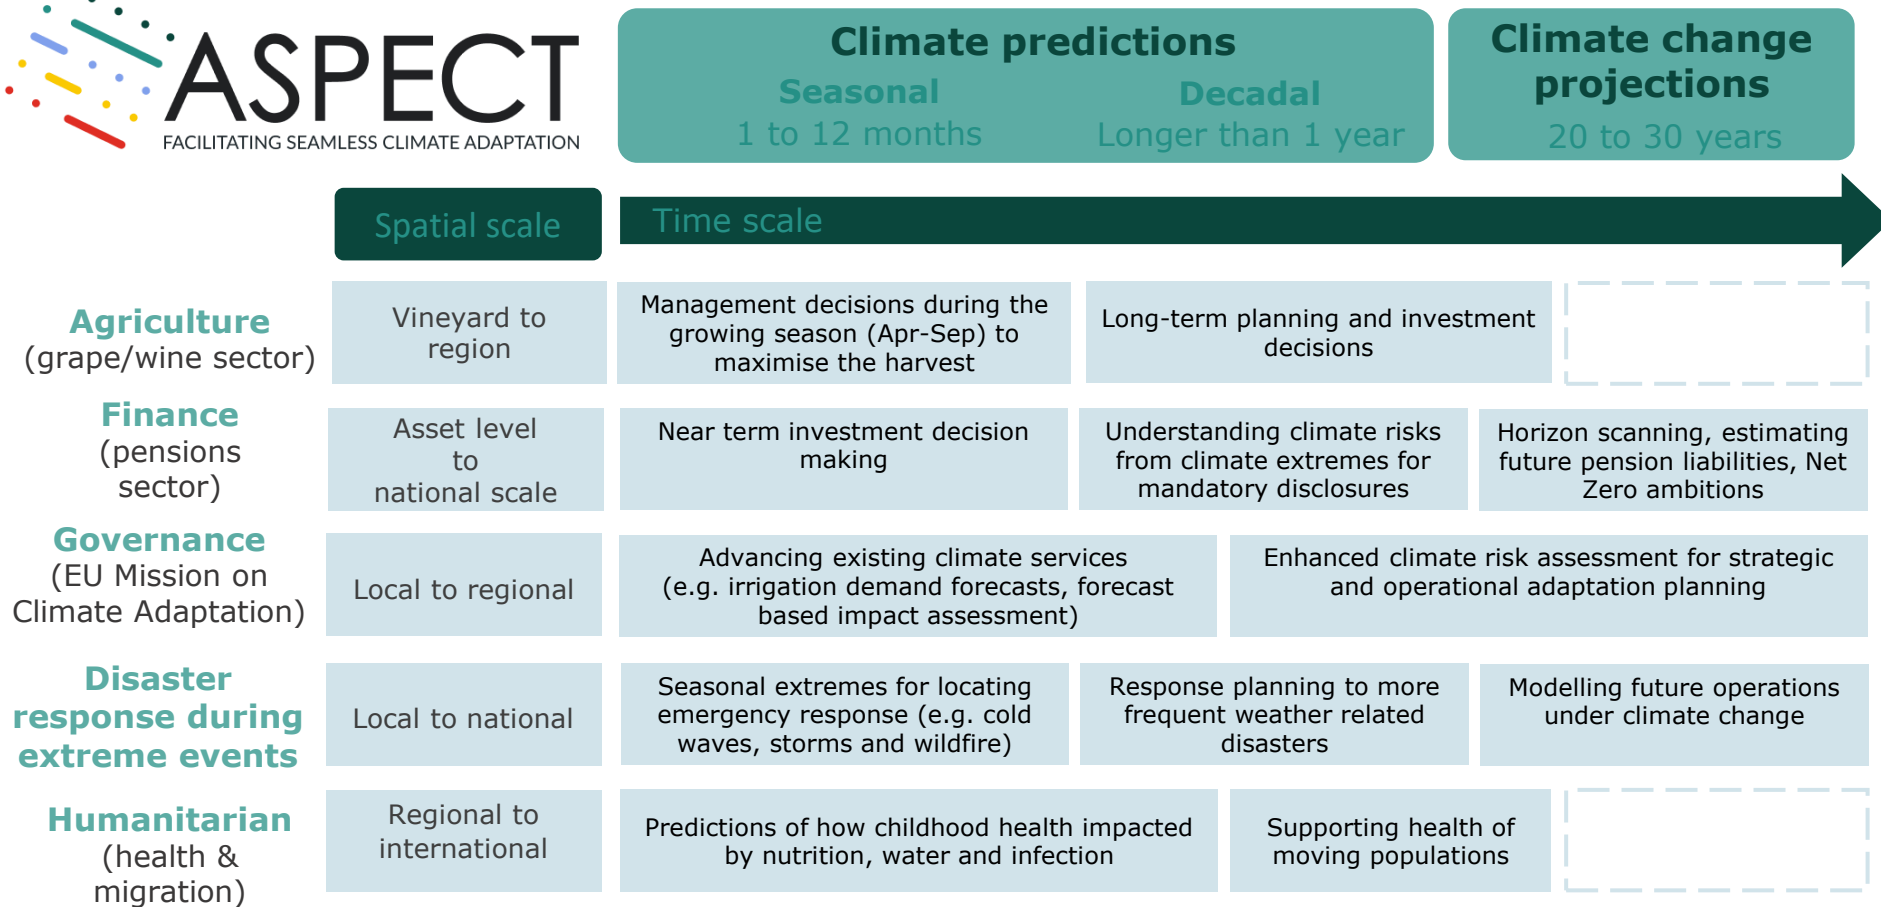 ASPECT
FACILITATING SEAMLESS CLIMATE ADAPTATION
Climate predictions
Seasonal
1 to 12 months
Decadal
Longer than 1 year
Climate change
projections
20 to 30 years
Spatial scale
Time scale
Agriculture
(grape/wine sector)
Vineyard to
region
Management decisions during the
growing season (Apr-Sep) to
maximise the harvest
Long-term planning and investment
decisions
Finance
(pensions
sector)
Asset level
to
national scale
Near term investment decision
making
Understanding climate risks
from climate extremes for
mandatory disclosures
Horizon scanning, estimating
future pension liabilities, Net
Zero ambitions
Governance
(EU Mission on
Climate Adaptation)
Local to regional
Advancing existing climate services
(e.g. irrigation demand forecasts, forecast
based impact assessment)
Enhanced climate risk assessment for strategic
and operational adaptation planning
Disaster
response during
extreme events
Local to national
Seasonal extremes for locating
emergency response (e.g. cold
waves, storms and wildfire)
Response planning to more
frequent weather related
disasters
Modelling future operations
under climate change
Humanitarian
(health &
migration)
Regional to
international
Predictions of how childhood health impacted
by nutrition, water and infection
Supporting health of
moving populations